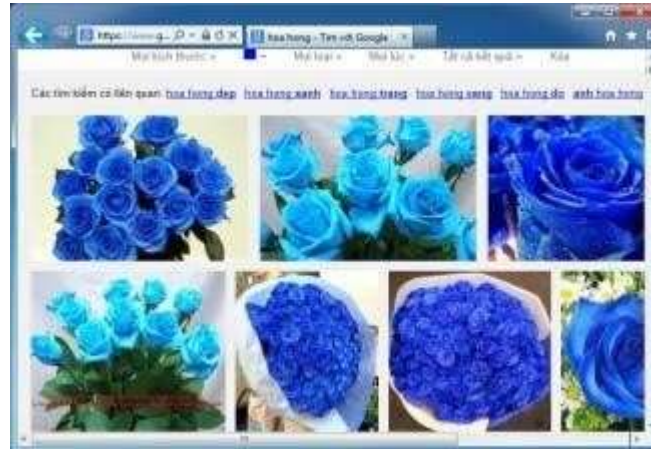 hoa hong - Tìm với Google
Mọi kích thước Mọi loại Mọi lúc Tất cả kết quả Xóa
Các tìm kiếm có liên quan: hoa hong dep hoa hong xanh hoa hong trang hoa hong vang hoa hong do anh hoa hong